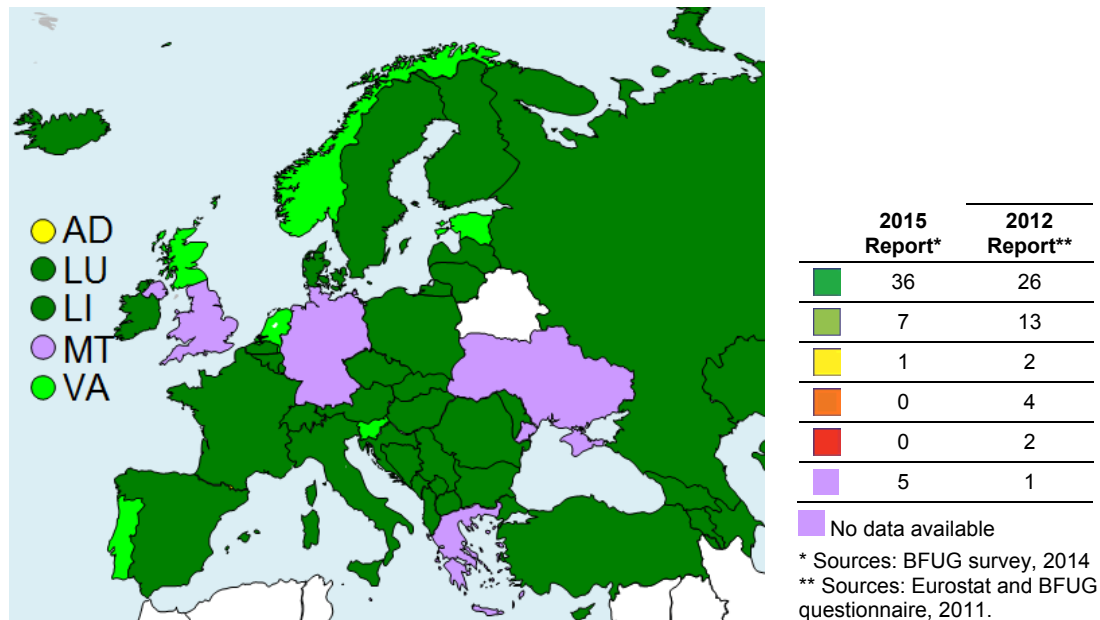 AD
LU
LI
MT
VA
2015 Report* 2012 Report**
36 26
7 13
1 2
0 4
0 2
5 1
No data available
* Sources: BFUG survey, 2014
** Sources: Eurostat and BFUG
questionnaire, 2011.